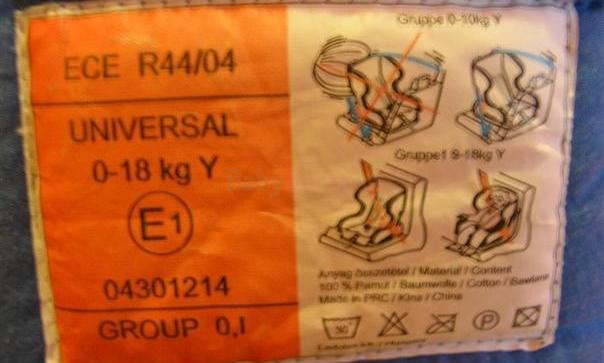 ECE R44/04
UNIVERSAL
0-18 kg Y
E1
04301214
GROUP 0,I
Gruppe 0-10kg Y
Gruppe1 9-18kg Y
Anyag összetétel / Material / Content
100 % Pamut / Baumwolle / Cotton / Bawlana
Made in PRC / Kína / China
30 P